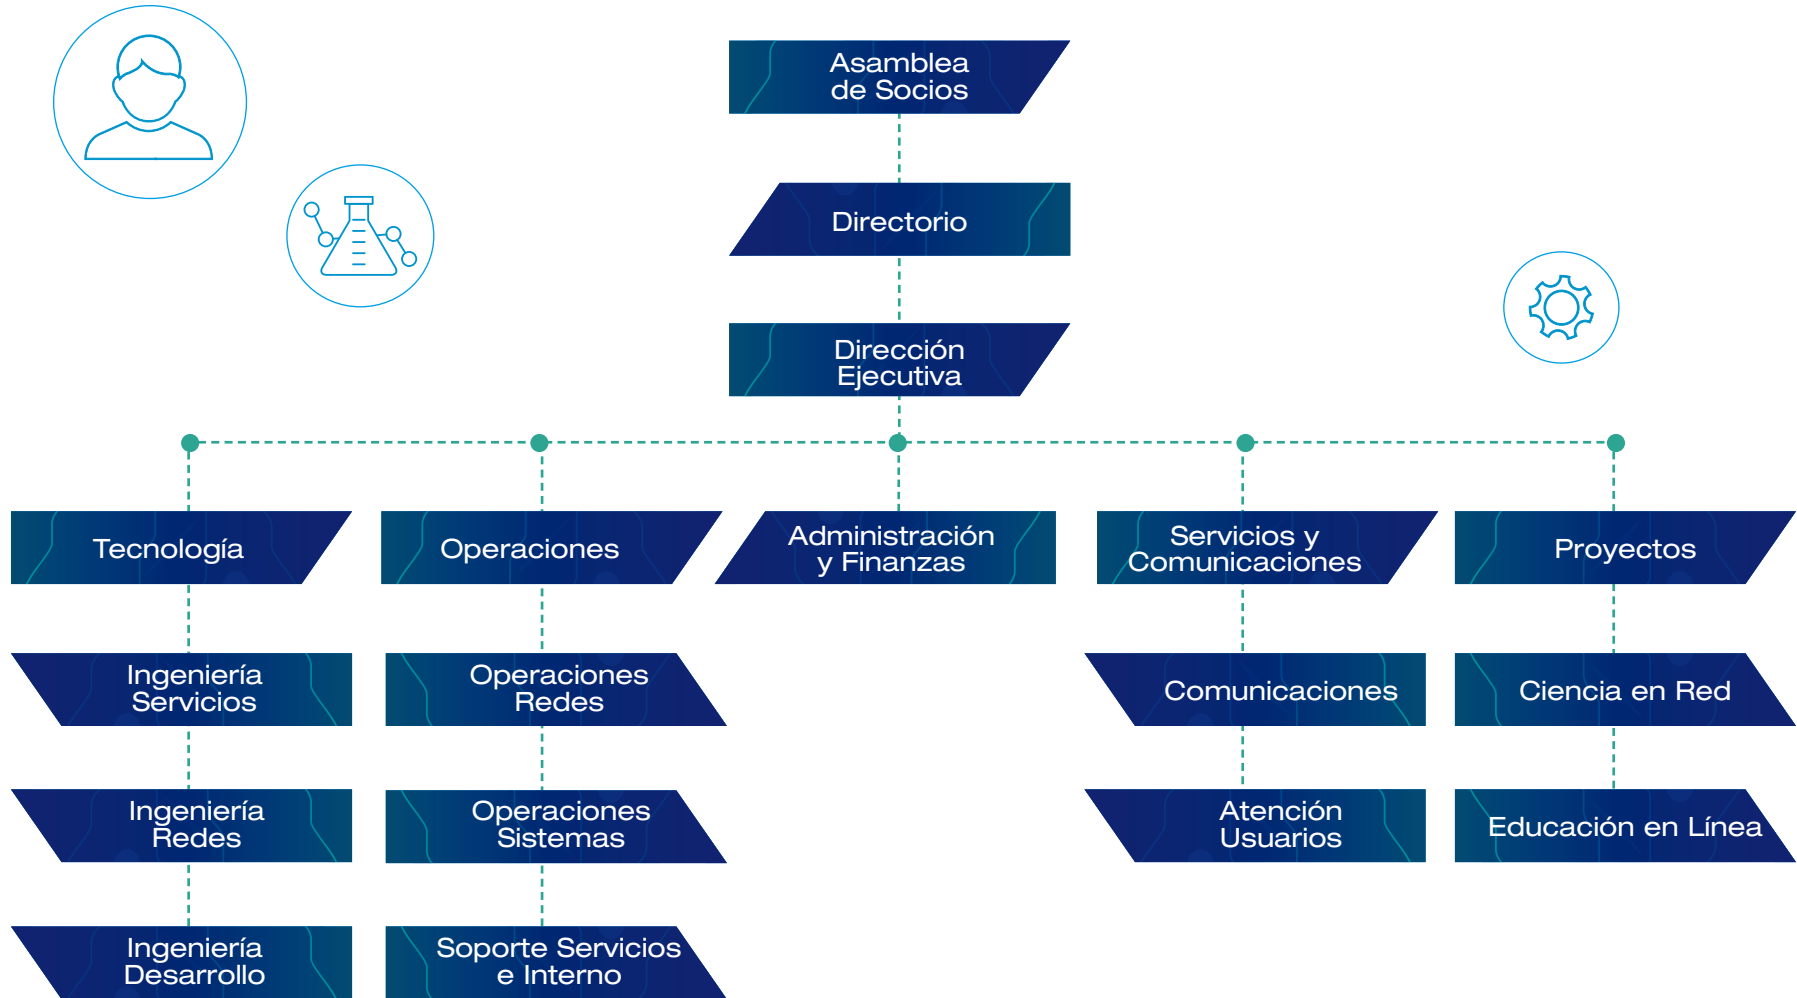 Asamblea
de Socios
Directorio
Dirección
Ejecutiva
Tecnología
Operaciones
Administración
y Finanzas
Servicios y
Comunicaciones
Proyectos
Ingeniería
Servicios
Operaciones
Redes
Comunicaciones
Ciencia en Red
Ingeniería
Redes
Operaciones
Sistemas
Atención
Usuarios
Educación en Línea
Ingeniería
Desarrollo
Soporte Servicios
e Interno